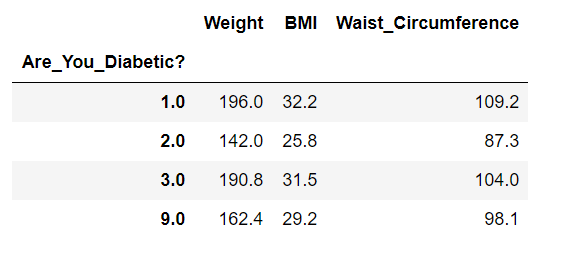 Weight BMI Waist_Circumference
Are_You_Diabetic?
1.0 196.0 32.2 109.2
2.0 142.0 25.8 87.3
3.0 190.8 31.5 104.0
9.0 162.4 29.2 98.1